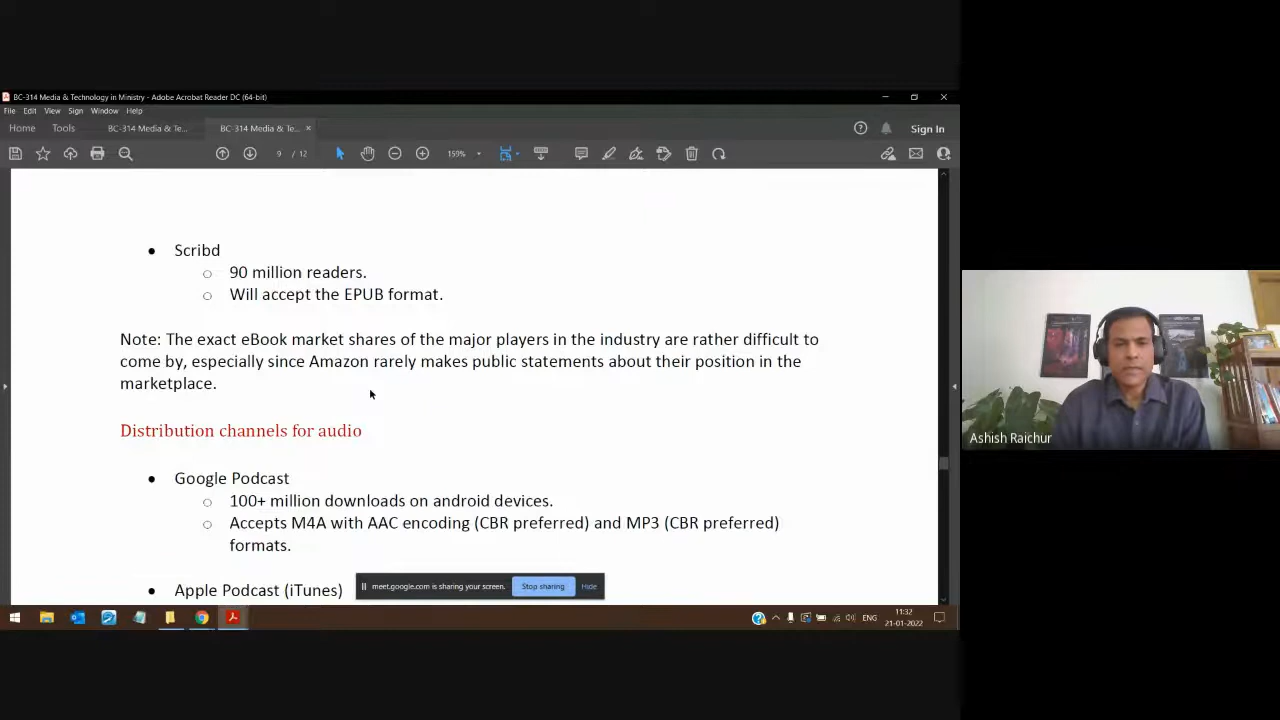 BC-314 Media & Technology in Ministry - Adobe Acrobat Reader DC (64-bit)
File Edit View Sign Window Help
Home Tools BC-314 Media & Te... BC-314 Media & Te... × Sign In
9 / 12 159%
• Scribd
○ 90 million readers.
○ Will accept the EPUB format.
Note: The exact eBook market shares of the major players in the industry are rather difficult to
come by, especially since Amazon rarely makes public statements about their position in the
marketplace.
Distribution channels for audio
• Google Podcast
○ 100+ million downloads on android devices.
○ Accepts M4A with AAC encoding (CBR preferred) and MP3 (CBR preferred)
formats.
• Apple Podcast (iTunes)
meet.google.com is sharing your screen. Stop sharing Hide
Ashish Raichur
ENG 11:32
21-01-2022